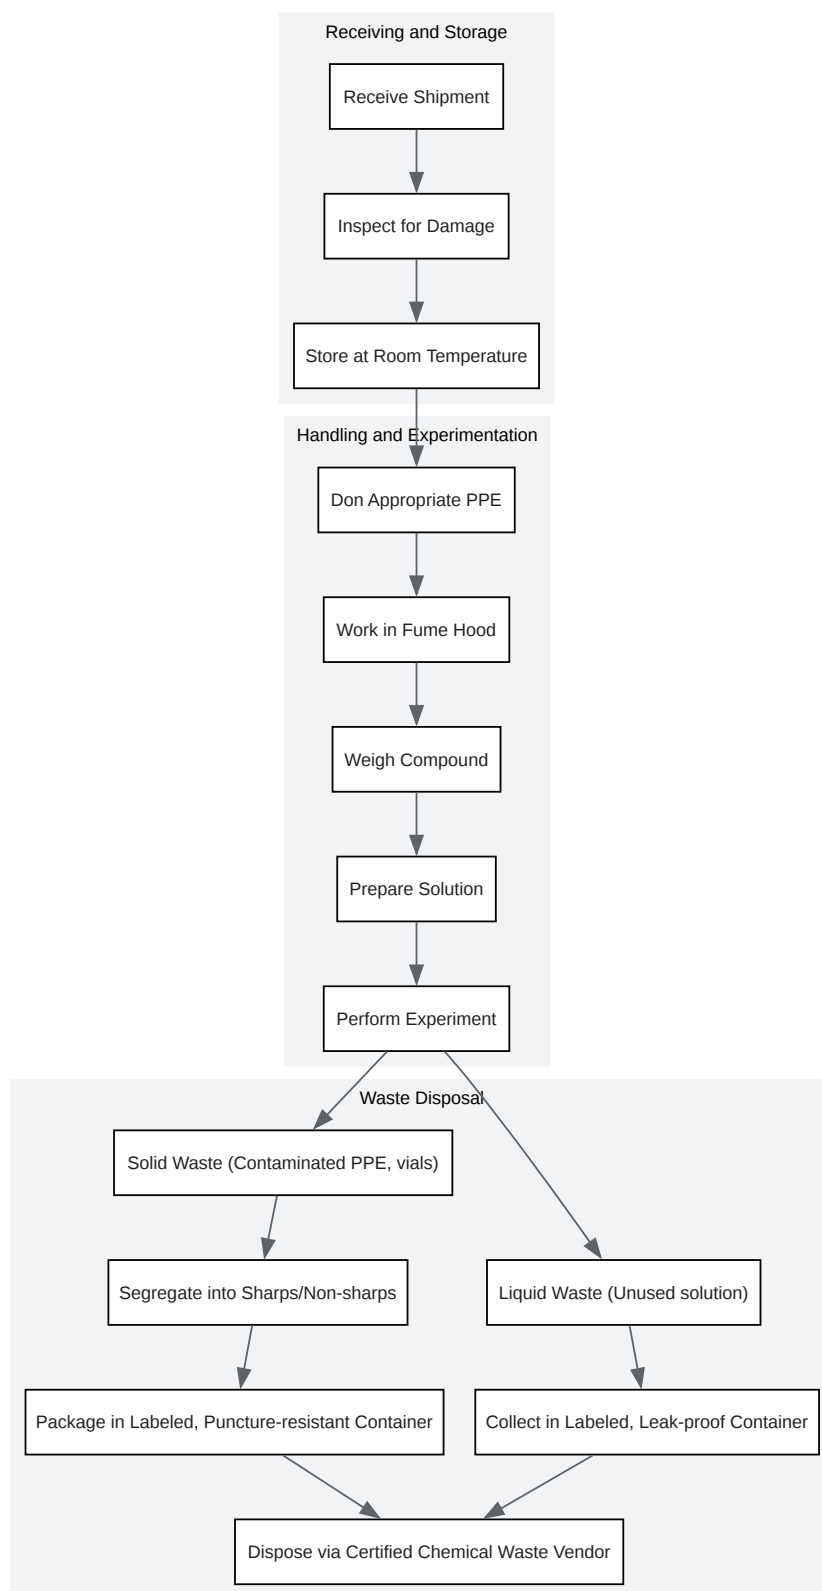 Receiving and Storage
Receive Shipment
Inspect for Damage
Store at Room Temperature
Handling and Experimentation
Don Appropriate PPE
Work in Fume Hood
Weigh Compound
Prepare Solution
Perform Experiment
Waste Disposal
Solid Waste (Contaminated PPE, vials)
Segregate into Sharps/Non-sharps
Liquid Waste (Unused solution)
Package in Labeled, Puncture-resistant Container
Collect in Labeled, Leak-proof Container
Dispose via Certified Chemical Waste Vendor